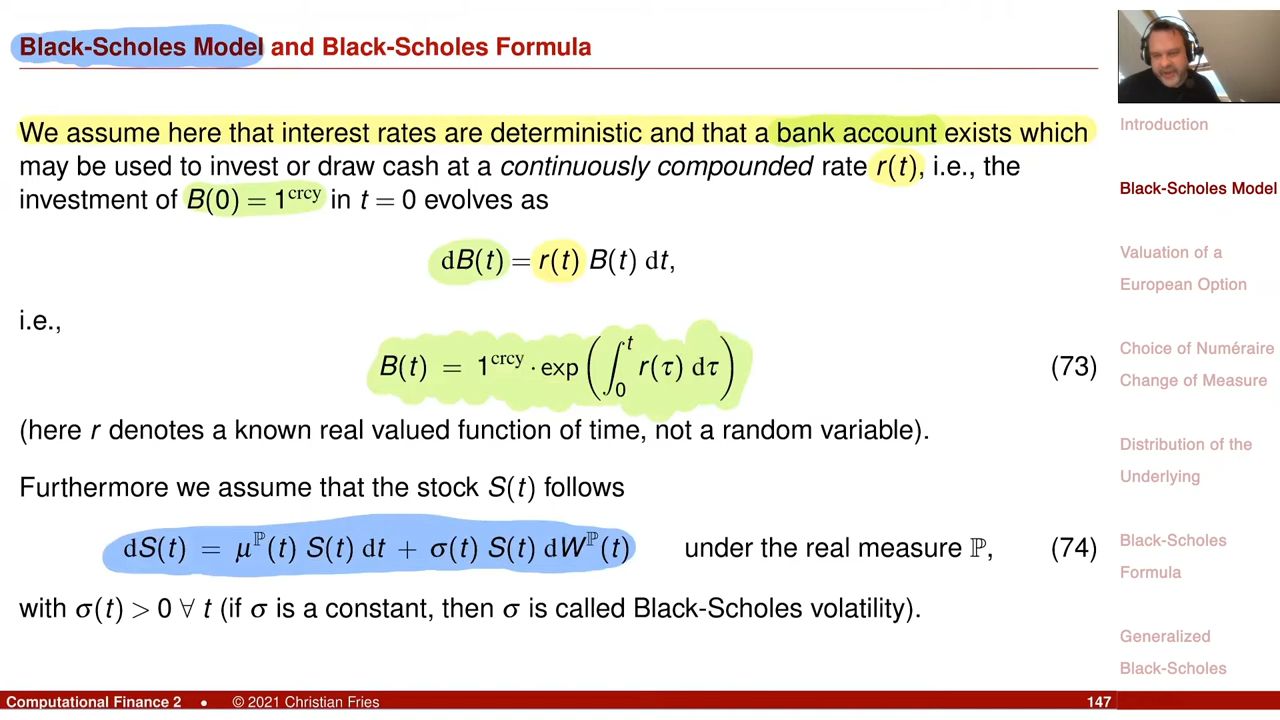 Black-Scholes Model and Black-Scholes Formula
We assume here that interest rates are deterministic and that a bank account exists which
may be used to invest or draw cash at a continuously compounded rate r(t), i.e., the
investment of B(0) = 1^crcy in t = 0 evolves as
dB(t) = r(t) B(t) dt,
i.e.,
B(t) = 1^crcy · exp(∫_0^t r(τ) dτ) (73)
(here r denotes a known real valued function of time, not a random variable).
Furthermore we assume that the stock S(t) follows
dS(t) = μ^ℙ(t) S(t) dt + σ(t) S(t) dW^ℙ(t) under the real measure ℙ, (74)
with σ(t) > 0 ∀ t (if σ is a constant, then σ is called Black-Scholes volatility).
Introduction
Black-Scholes Model
Valuation of a
European Option
Choice of Numéraire
Change of Measure
Distribution of the
Underlying
Black-Scholes
Formula
Generalized
Black-Scholes
Computational Finance 2 • © 2021 Christian Fries 147